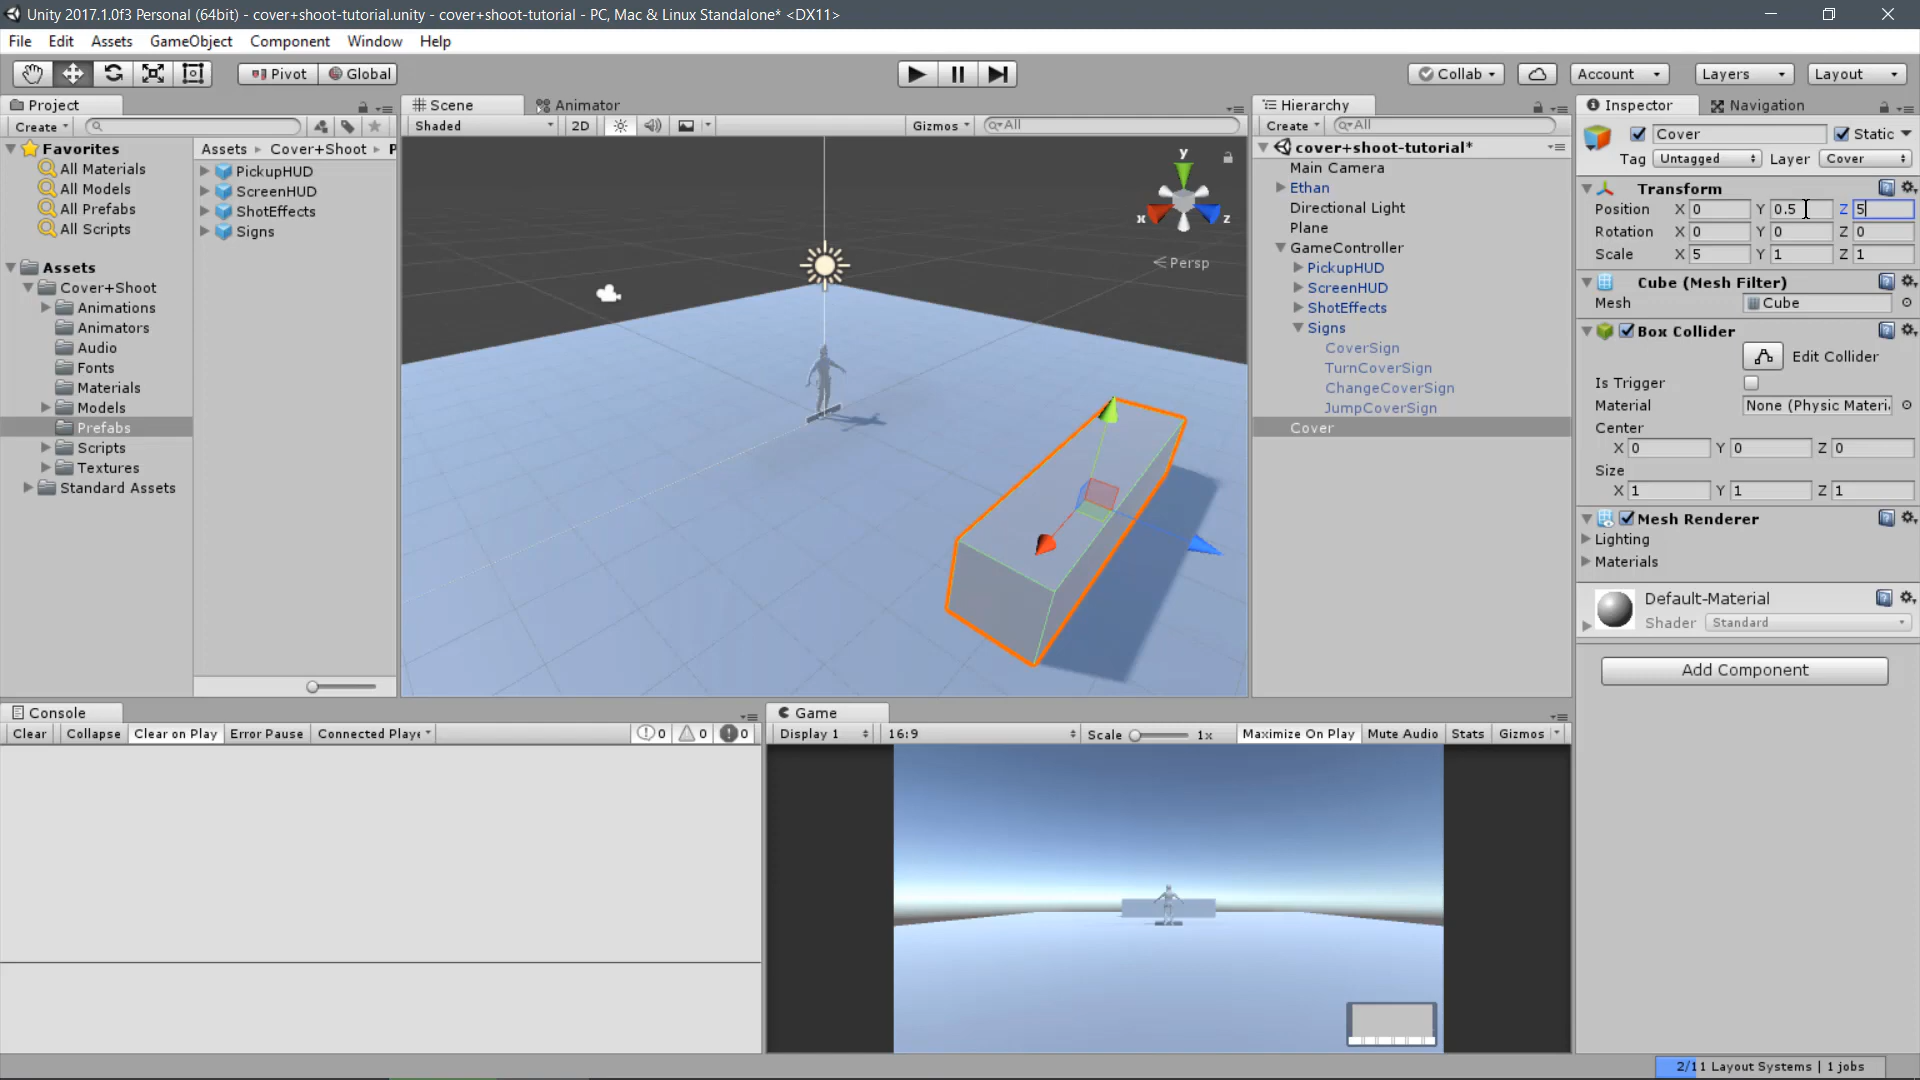 Unity 2017.1.0f3 Personal (64bit) - cover+shoot-tutorial.unity - cover+shoot-tutorial - PC, Mac & Linux Standalone* <DX11>
File Edit Assets GameObject Component Window Help
Pivot Global Collab Account Layers Layout
Project Scene Animator Hierarchy Inspector Navigation
Create Shaded 2D Gizmos All Create All
Favorites
All Materials
All Models
All Prefabs
All Scripts
Assets
Cover+Shoot
Animations
Animators
Audio
Fonts
Materials
Models
Prefabs
Scripts
Textures
Standard Assets
Assets Cover+Shoot P
PickupHUD
ScreenHUD
ShotEffects
Signs
y
x z
Persp
cover+shoot-tutorial*
Main Camera
Ethan
Directional Light
Plane
GameController
PickupHUD
ScreenHUD
ShotEffects
Signs
CoverSign
TurnCoverSign
ChangeCoverSign
JumpCoverSign
Cover
Cover Static
Tag Untagged Layer Cover
Transform
Position X 0 Y 0.5 Z 5
Rotation X 0 Y 0 Z 0
Scale X 5 Y 1 Z 1
Cube (Mesh Filter)
Mesh Cube
Box Collider
Edit Collider
Is Trigger
Material None (Physic Materi
Center
X 0 Y 0 Z 0
Size
X 1 Y 1 Z 1
Mesh Renderer
Lighting
Materials
Default-Material
Shader Standard
Add Component
Console
Clear Collapse Clear on Play Error Pause Connected Playe 0 0 0
Game
Display 1 16:9 Scale 1x Maximize On Play Mute Audio Stats Gizmos
2/11 Layout Systems | 1 jobs